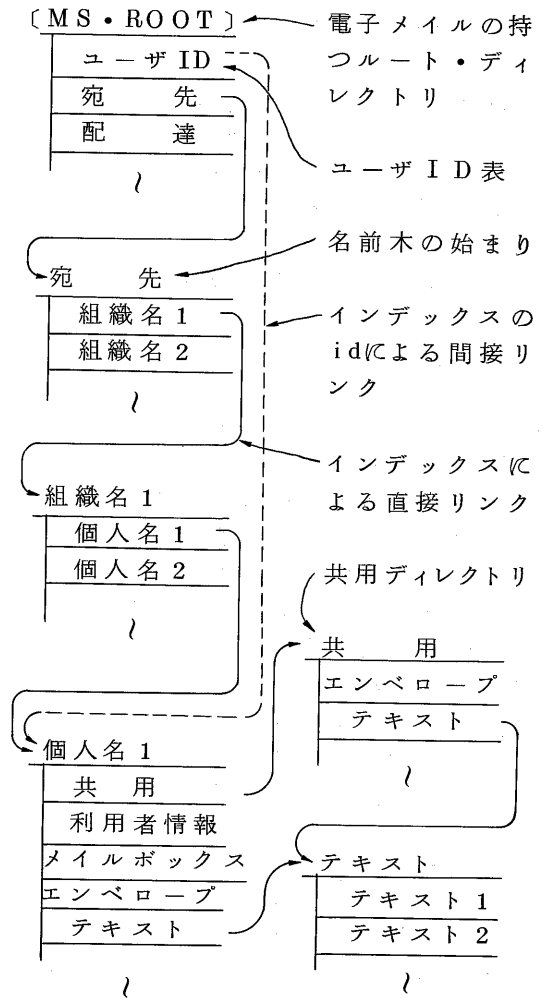 〔MS・ROOT〕
ユーザID
宛先
配達
宛先
組織名1
組織名2
組織名1
個人名1
個人名2
個人名1
共用
利用者情報
メイルボックス
エンベロープ
テキスト
電子メイルの持
つルート・ディ
レクトリ
ユーザID表
名前木の始まり
インデックスの
idによる間接リ
ンク
インデックスに
よる直接リンク
共用ディレクトリ
共用
エンベロープ
テキスト
テキスト
テキスト1
テキスト2